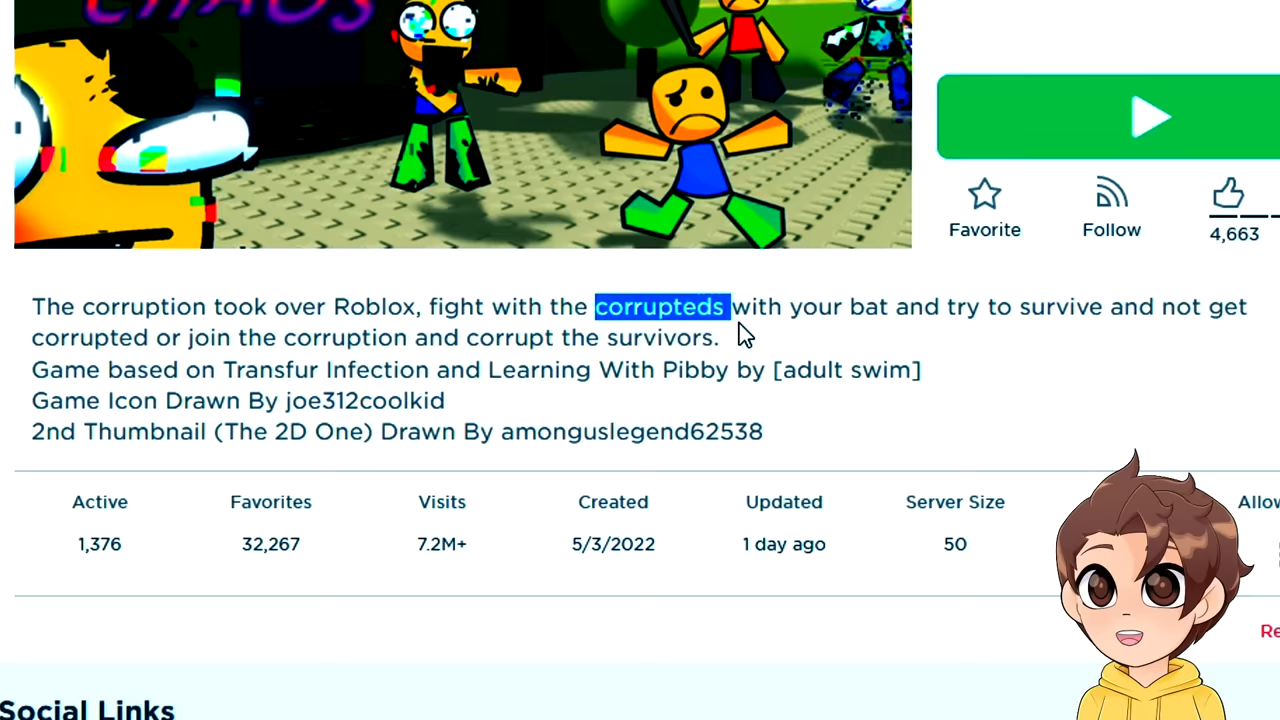 CHAOS
Favorite
Follow
4,663
The corruption took over Roblox, fight with the corrupteds with your bat and try to survive and not get
corrupted or join the corruption and corrupt the survivors.
Game based on Transfur Infection and Learning With Pibby by [adult swim]
Game Icon Drawn By joe312coolkid
2nd Thumbnail (The 2D One) Drawn By amonguslegend62538
Active Favorites Visits Created Updated Server Size Allow
1,376 32,267 7.2M+ 5/3/2022 1 day ago 50
Re
Social Links